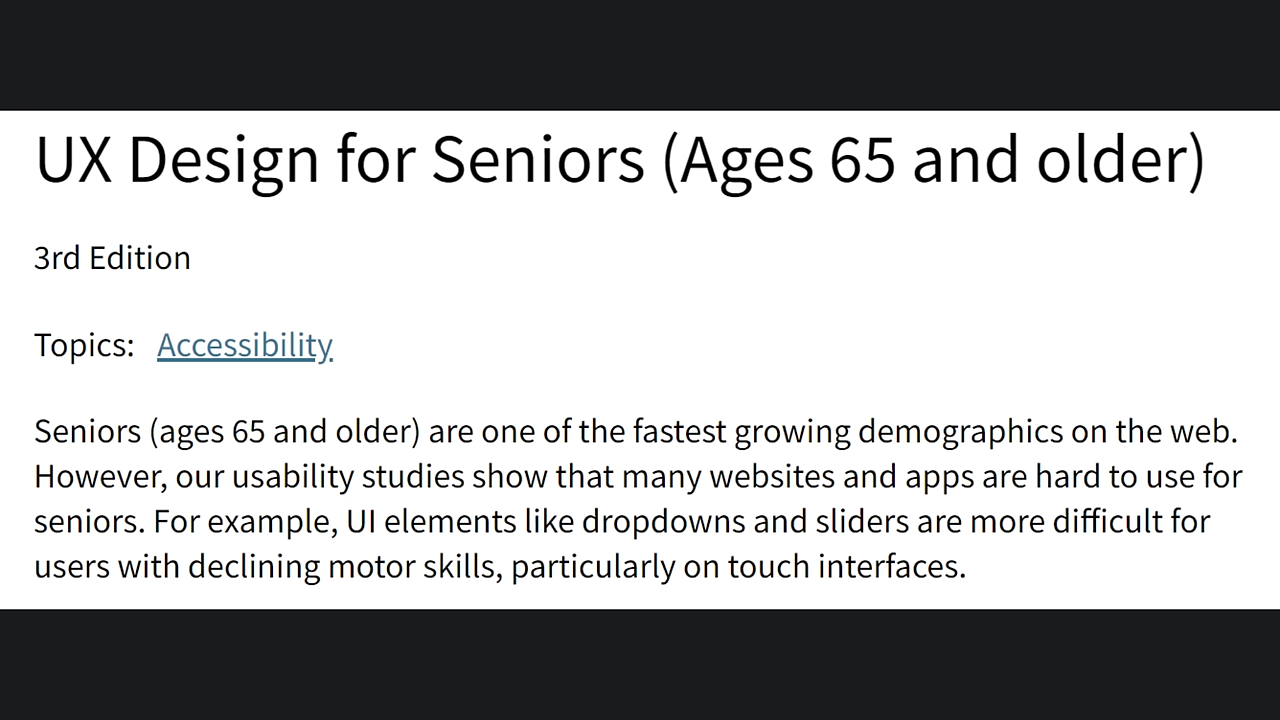 UX Design for Seniors (Ages 65 and older)
3rd Edition
Topics: Accessibility
Seniors (ages 65 and older) are one of the fastest growing demographics on the web.
However, our usability studies show that many websites and apps are hard to use for
seniors. For example, UI elements like dropdowns and sliders are more difficult for
users with declining motor skills, particularly on touch interfaces.